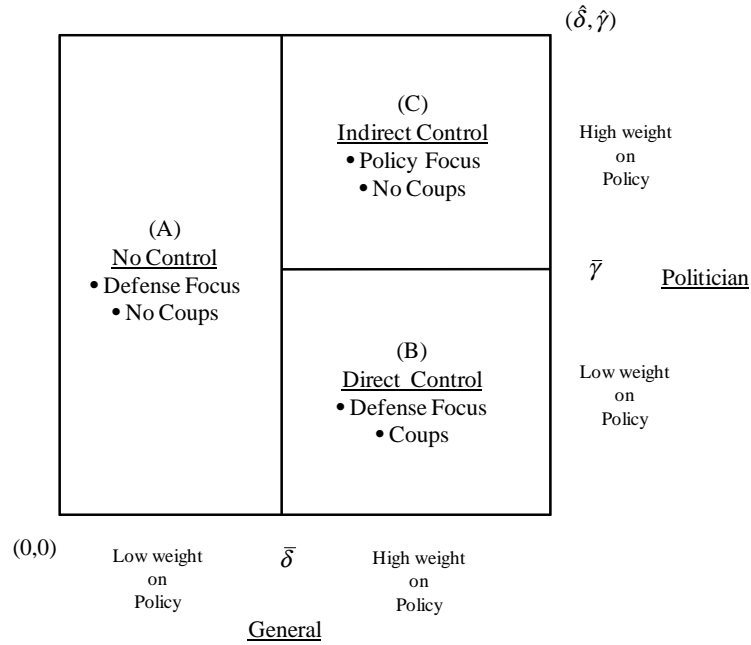 (δ̂, γ̂)
(C)
Indirect Control
• Policy Focus
• No Coups
High weight
on
Policy
(A)
No Control
• Defense Focus
• No Coups
γ̄
Politician
(B)
Direct Control
• Defense Focus
• Coups
Low weight
on
Policy
(0,0)
Low weight
on
Policy
δ̄
High weight
on
Policy
General